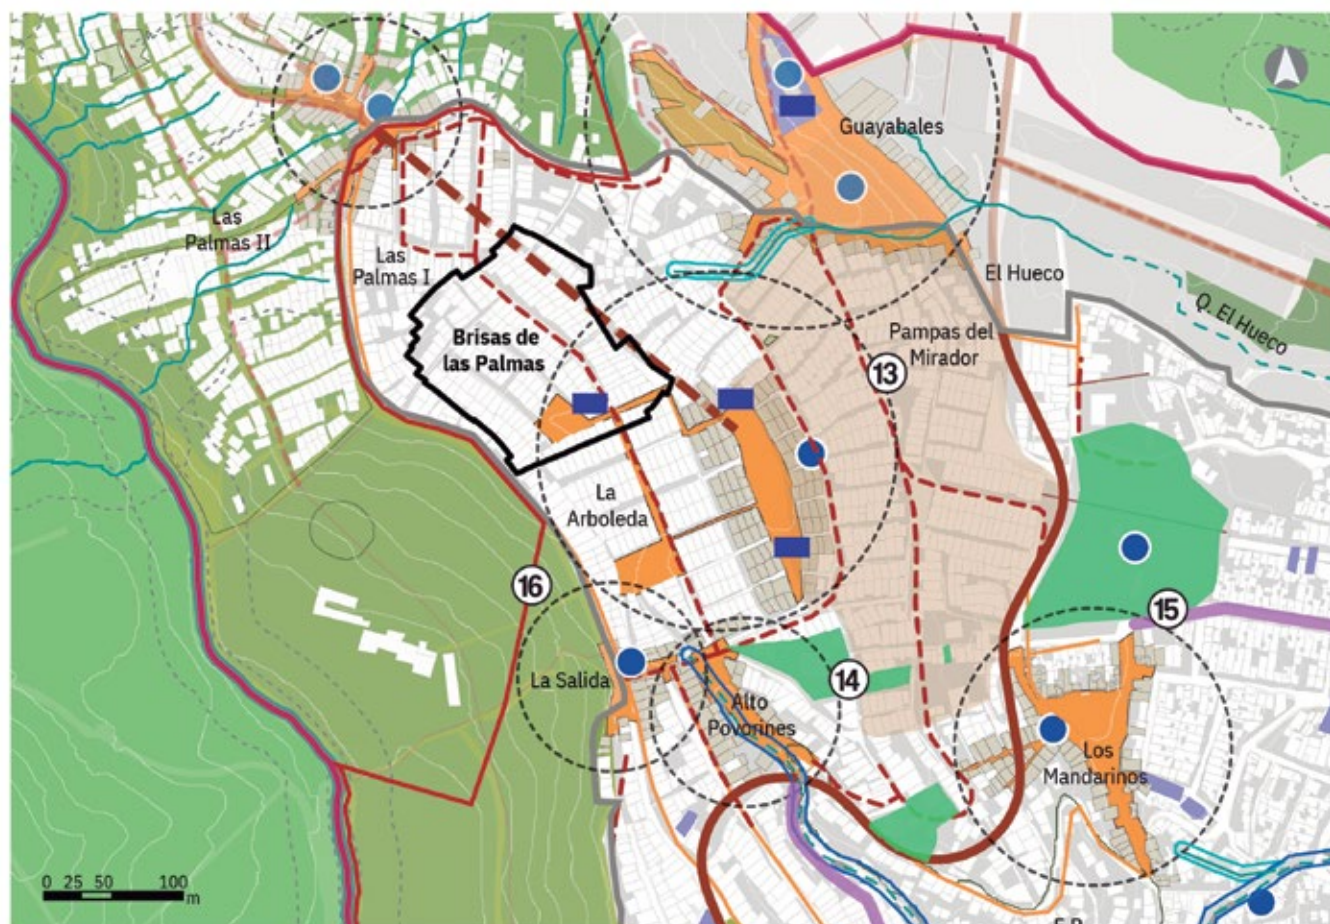 Guayabales
Las
Palmas II
Las
Palmas I
El Hueco
Q. El Hueco
Brisas de
las Palmas
Pampas del
Mirador
13
La
Arboleda
16
15
La Salida
14
Alto
Povorines
Los
Mandarinos
0 25 50 100
m